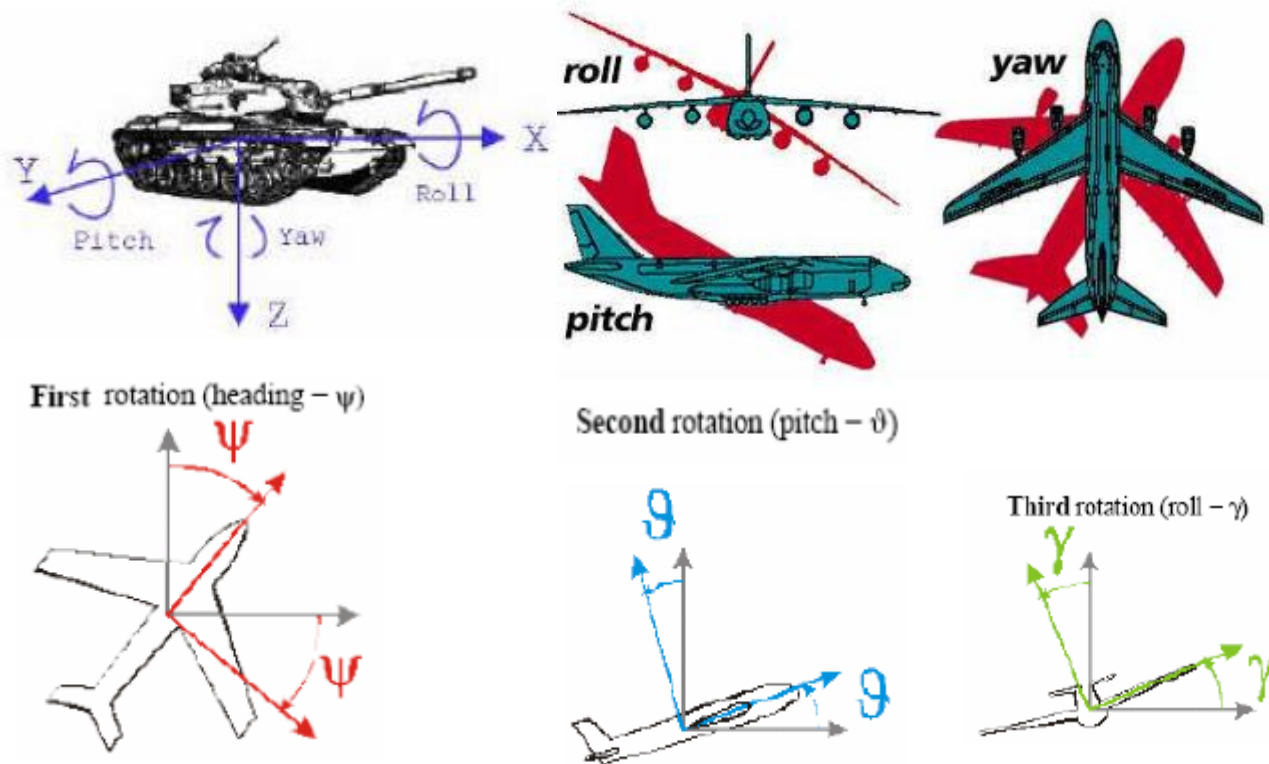 roll
yaw
X
Y
Roll
Pitch
Yaw
Z
pitch
First rotation (heading – ψ)
Second rotation (pitch – ϑ)
Third rotation (roll – γ)
Ψ
Ψ
ϑ
ϑ
γ
γ